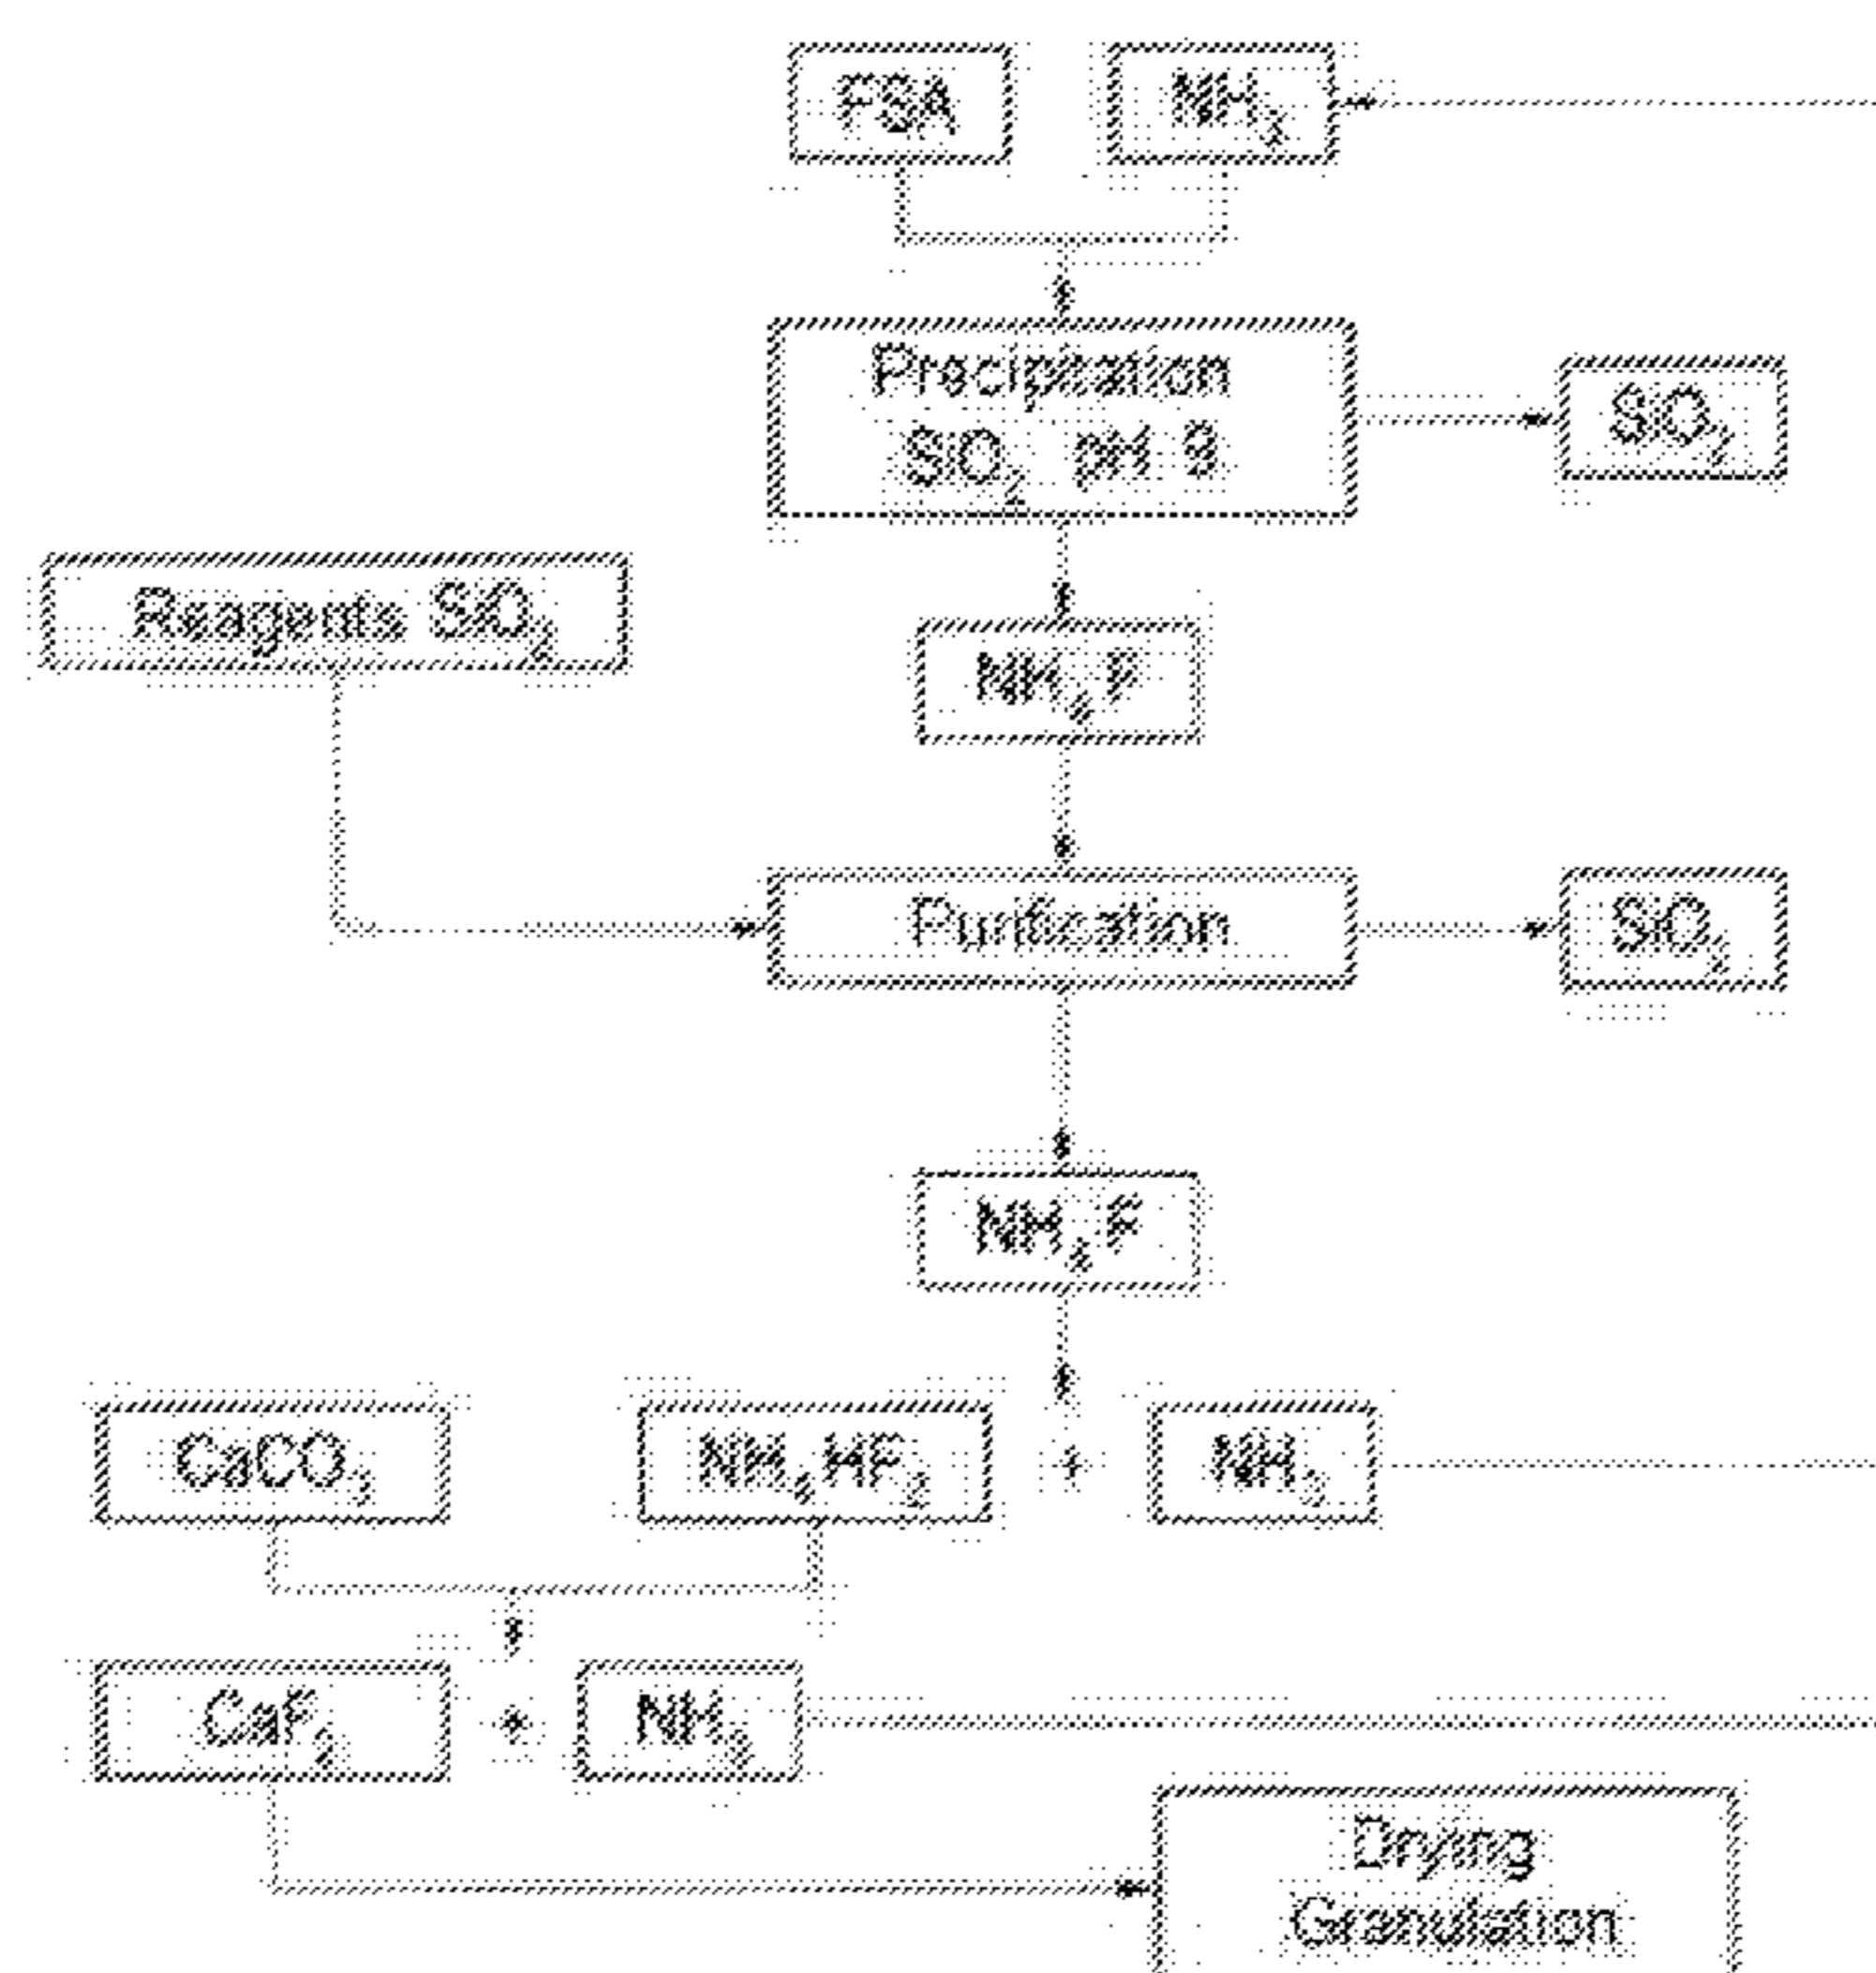 FSA
NH₃
Precipitation
SiO₂ pH 9
SiO₂
Reagents SiO₂
NH₄F
Purification
SiO₂
NH₄F
CaCO₃
NH₄HF₂
+
NH₃
CaF₂
+
NH₃
Drying
Granulation